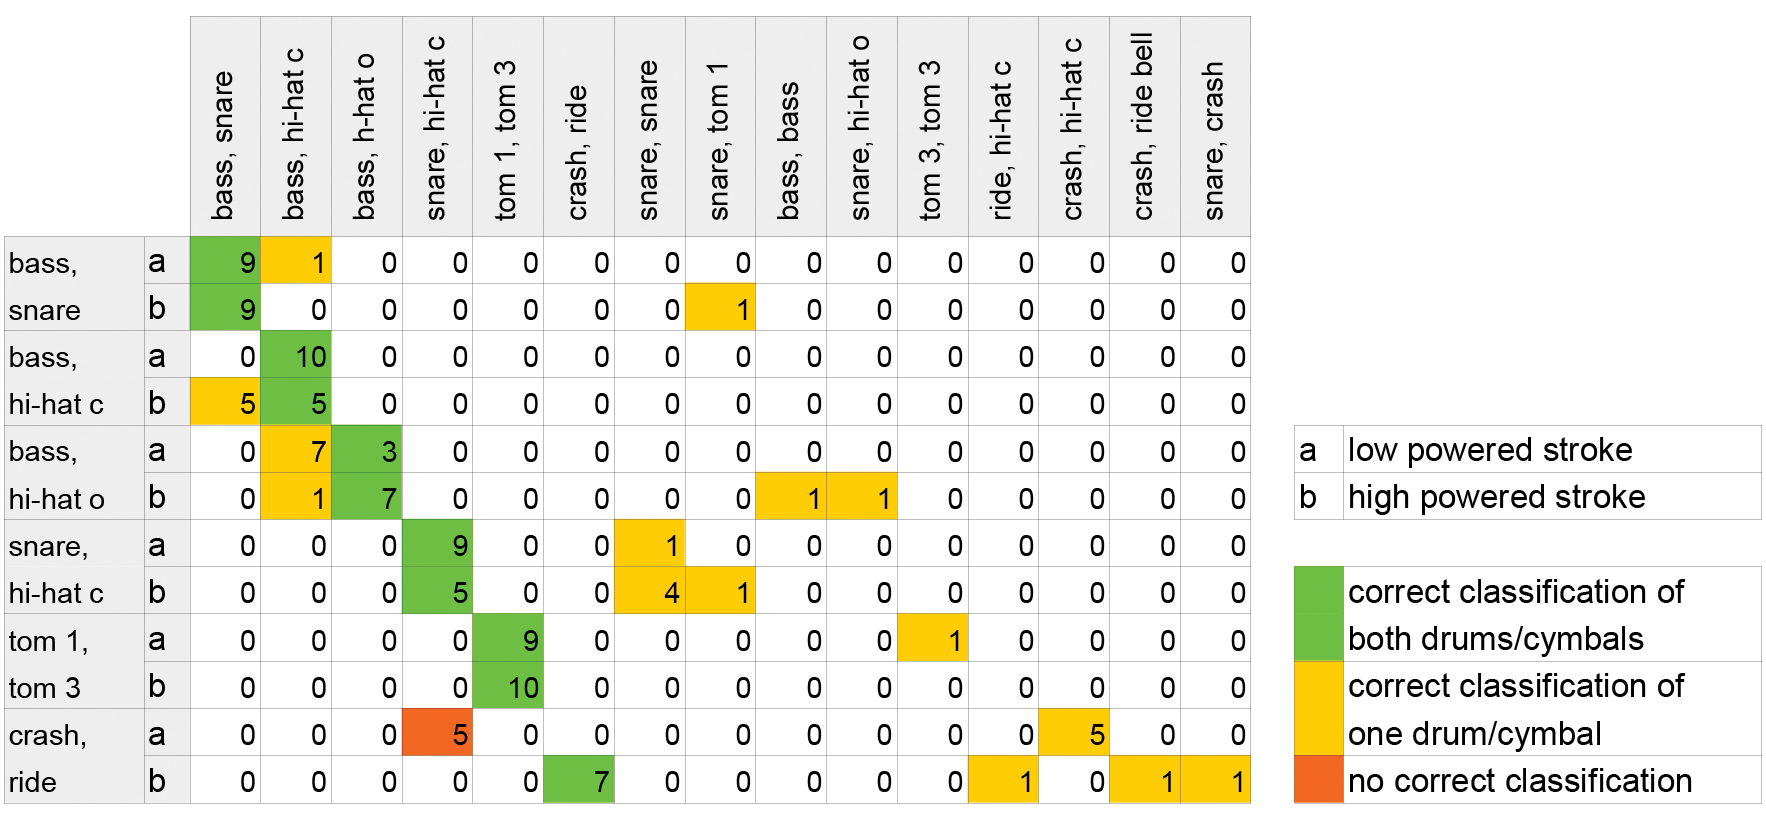 bass, snare
bass, hi-hat c
bass, h-hat o
snare, hi-hat c
tom 1, tom 3
crash, ride
snare, snare
snare, tom 1
bass, bass
snare, hi-hat o
tom 3, tom 3
ride, hi-hat c
crash, hi-hat c
crash, ride bell
snare, crash
bass, a 9 1 0 0 0 0 0 0 0 0 0 0 0 0 0
snare b 9 0 0 0 0 0 0 1 0 0 0 0 0 0 0
bass, a 0 10 0 0 0 0 0 0 0 0 0 0 0 0 0
hi-hat c b 5 5 0 0 0 0 0 0 0 0 0 0 0 0 0
bass, a 0 7 3 0 0 0 0 0 0 0 0 0 0 0 0
hi-hat o b 0 1 7 0 0 0 0 0 1 1 0 0 0 0 0
snare, a 0 0 0 9 0 0 1 0 0 0 0 0 0 0 0
hi-hat c b 0 0 0 5 0 0 4 1 0 0 0 0 0 0 0
tom 1, a 0 0 0 0 9 0 0 0 0 0 1 0 0 0 0
tom 3 b 0 0 0 0 10 0 0 0 0 0 0 0 0 0 0
crash, a 0 0 0 5 0 0 0 0 0 0 0 0 5 0 0
ride b 0 0 0 0 0 7 0 0 0 0 0 1 0 1 1
a low powered stroke
b high powered stroke
correct classification of
both drums/cymbals
correct classification of
one drum/cymbal
no correct classification